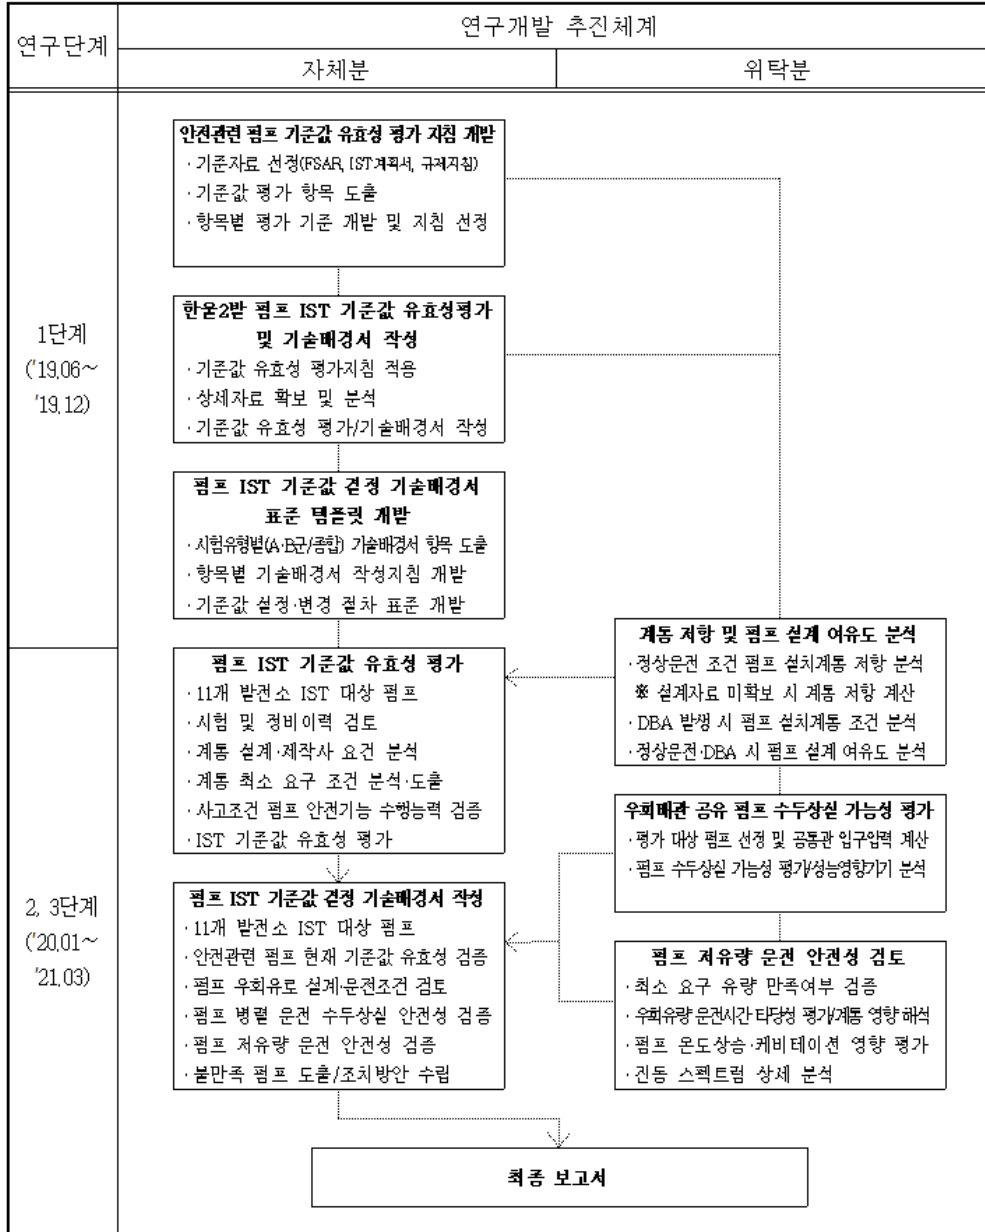 연구단계
연구개발 추진체계
자체분
위탁분
1단계
('19.06~
'19.12)
안전관련 펌프 기준값 유효성 평가 지침 개발
·기준자료 선정(FSAR, IST계획서, 규제지침)
·기준값 평가 항목 도출
·항목별 평가 기준 개발 및 지침 선정
한울2발 펌프 IST 기준값 유효성평가
및 기술배경서 작성
·기준값 유효성 평가지침 적용
·상세자료 확보 및 분석
·기준값 유효성 평가/기술배경서 작성
펌프 IST 기준값 결정 기술배경서
표준 템플릿 개발
·시험유형별(A·B군/종합) 기술배경서 항목 도출
·항목별 기술배경서 작성지침 개발
·기준값 설정·변경 절차 표준 개발
2, 3단계
('20.01~
'21.03)
펌프 IST 기준값 유효성 평가
·11개 발전소 IST 대상 펌프
·시험 및 정비이력 검토
·계통 설계·제작사 요건 분석
·계통 최소 요구 조건 분석·도출
·사고조건 펌프 안전기능 수행능력 검증
·IST 기준값 유효성 평가
계통 저항 및 펌프 설계 여유도 분석
·정상운전 조건 펌프 설치계통 저항 분석
※ 설계자료 미확보 시 계통 저항 계산
·DBA 발생 시 펌프 설치계통 조건 분석
·정상운전·DBA 시 펌프 설계 여유도 분석
우회배관 공유 펌프 수두상실 가능성 평가
·평가 대상 펌프 선정 및 공통관 입구압력 계산
·펌프 수두상실 가능성 평가/성능영향기기 분석
펌프 IST 기준값 결정 기술배경서 작성
·11개 발전소 IST 대상 펌프
·안전관련 펌프 현재 기준값 유효성 검증
·펌프 우회유로 설계·운전조건 검토
·펌프 병렬 운전 수두상실 안전성 검증
·펌프 저유량 운전 안전성 검증
·불만족 펌프 도출/조치방안 수립
펌프 저유량 운전 안전성 검토
·최소 요구 유량 만족여부 검증
·우회유량 운전시간 타당성 평가/계통 영향 해석
·펌프 온도상승·케비테이션 영향 평가
·진동 스펙트럼 상세 분석
최종 보고서